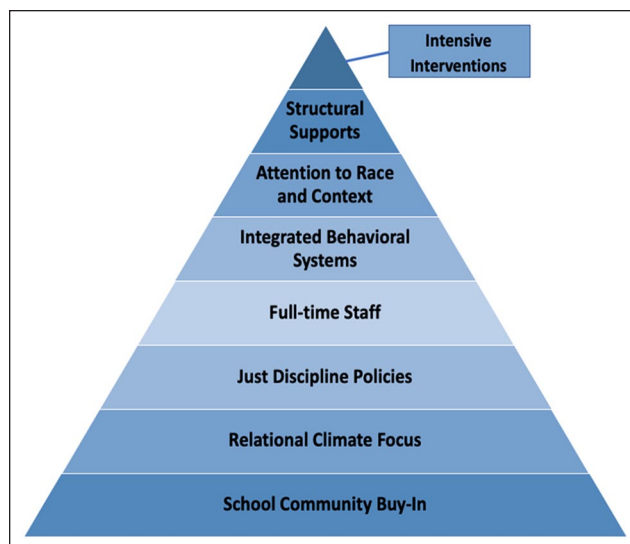 Intensive
Interventions
Structural
Supports
Attention to Race
and Context
Integrated Behavioral
Systems
Full-time Staff
Just Discipline Policies
Relational Climate Focus
School Community Buy-In